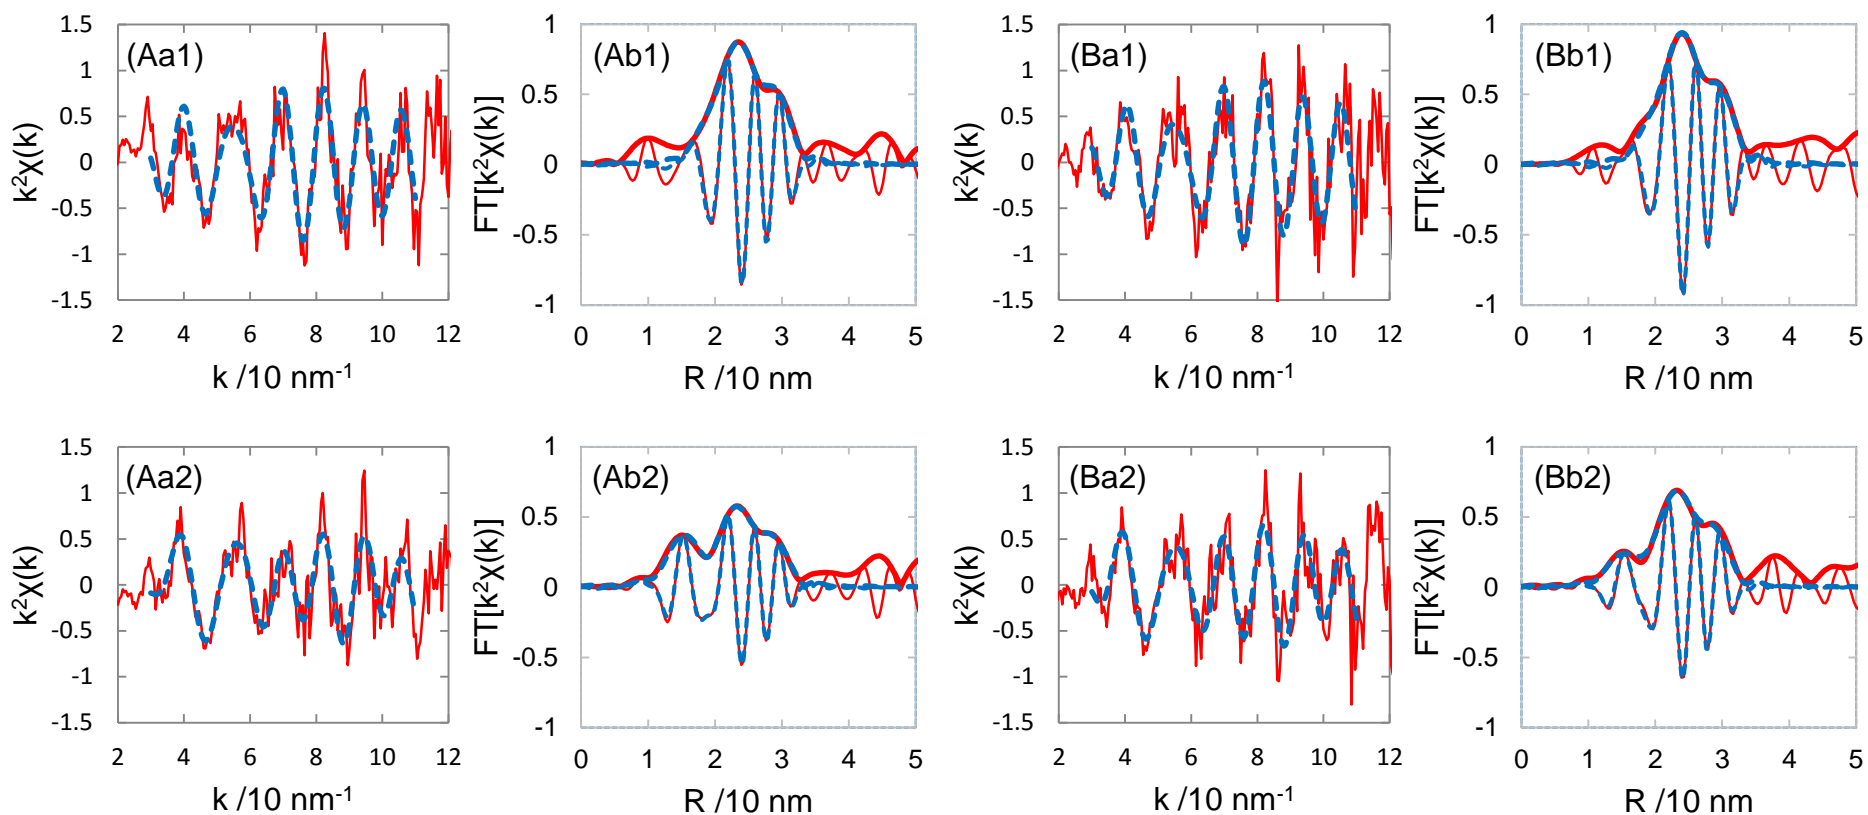 (Aa1)
1.5
1
0.5
0
-0.5
-1
-1.5
k²χ(k)
2 4 6 8 10 12
k /10 nm⁻¹
(Ab1)
1
0.5
0
-0.5
-1
FT[k²χ(k)]
0 1 2 3 4 5
R /10 nm
(Ba1)
1.5
1
0.5
0
-0.5
-1
-1.5
k²χ(k)
2 4 6 8 10 12
k /10 nm⁻¹
(Bb1)
1
0.5
0
-0.5
-1
FT[k²χ(k)]
0 1 2 3 4 5
R /10 nm
(Aa2)
1.5
1
0.5
0
-0.5
-1
-1.5
k²χ(k)
2 4 6 8 10 12
k /10 nm⁻¹
(Ab2)
1
0.5
0
-0.5
-1
FT[k²χ(k)]
0 1 2 3 4 5
R /10 nm
(Ba2)
1.5
1
0.5
0
-0.5
-1
-1.5
k²χ(k)
2 4 6 8 10 12
k /10 nm⁻¹
(Bb2)
1
0.5
0
-0.5
-1
FT[k²χ(k)]
0 1 2 3 4 5
R /10 nm